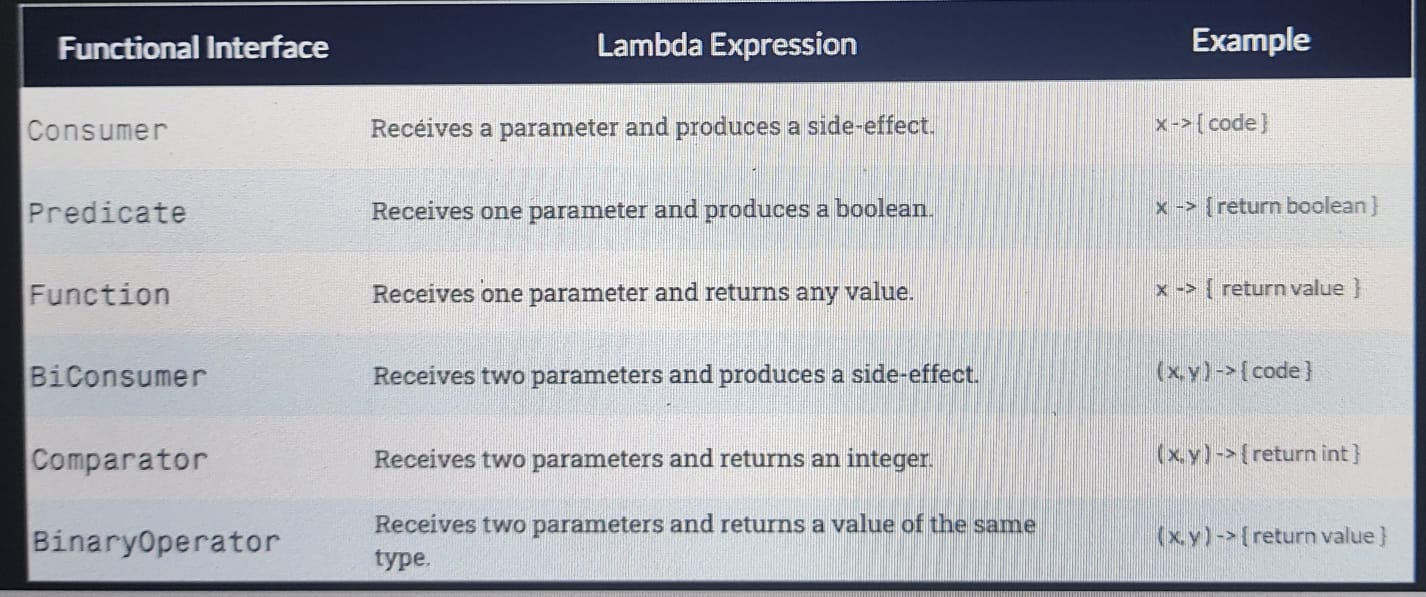 Functional Interface Lambda Expression Example
Consumer Receives a parameter and produces a side-effect. x->{ code }
Predicate Receives one parameter and produces a boolean. x -> { return boolean }
Function Receives one parameter and returns any value. x -> { return value }
BiConsumer Receives two parameters and produces a side-effect. (x, y)->{ code }
Comparator Receives two parameters and returns an integer. (x, y)->{ return int }
BinaryOperator Receives two parameters and returns a value of the same (x, y)->{ return value }
type.